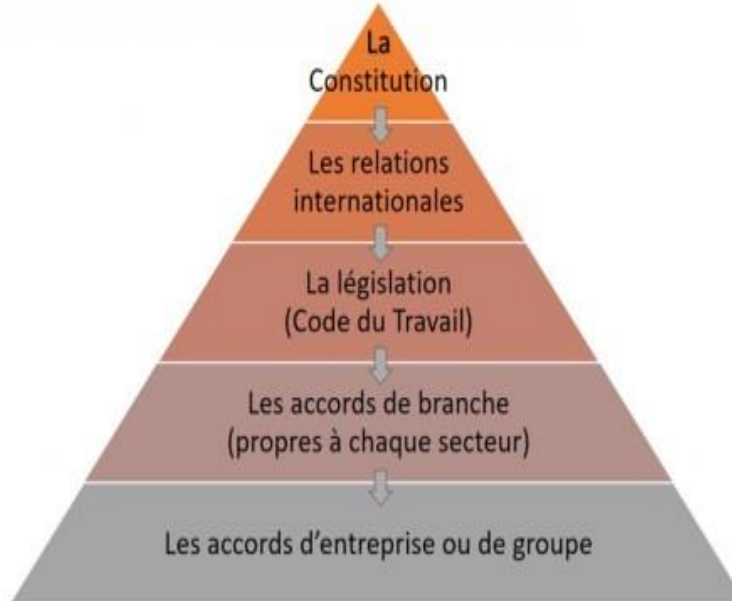 La
Constitution
Les relations
internationales
La législation
(Code du Travail)
Les accords de branche
(propres à chaque secteur)
Les accords d'entreprise ou de groupe